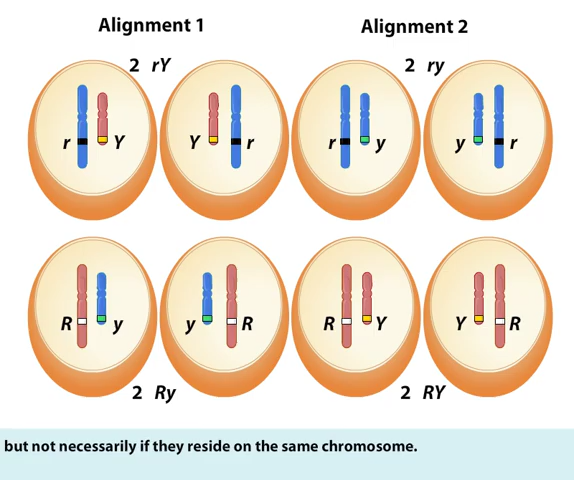 Alignment 1
Alignment 2
2 rY
2 ry
r Y
Y r
r y
y r
R y
y R
R Y
Y R
2 Ry
2 RY
but not necessarily if they reside on the same chromosome.